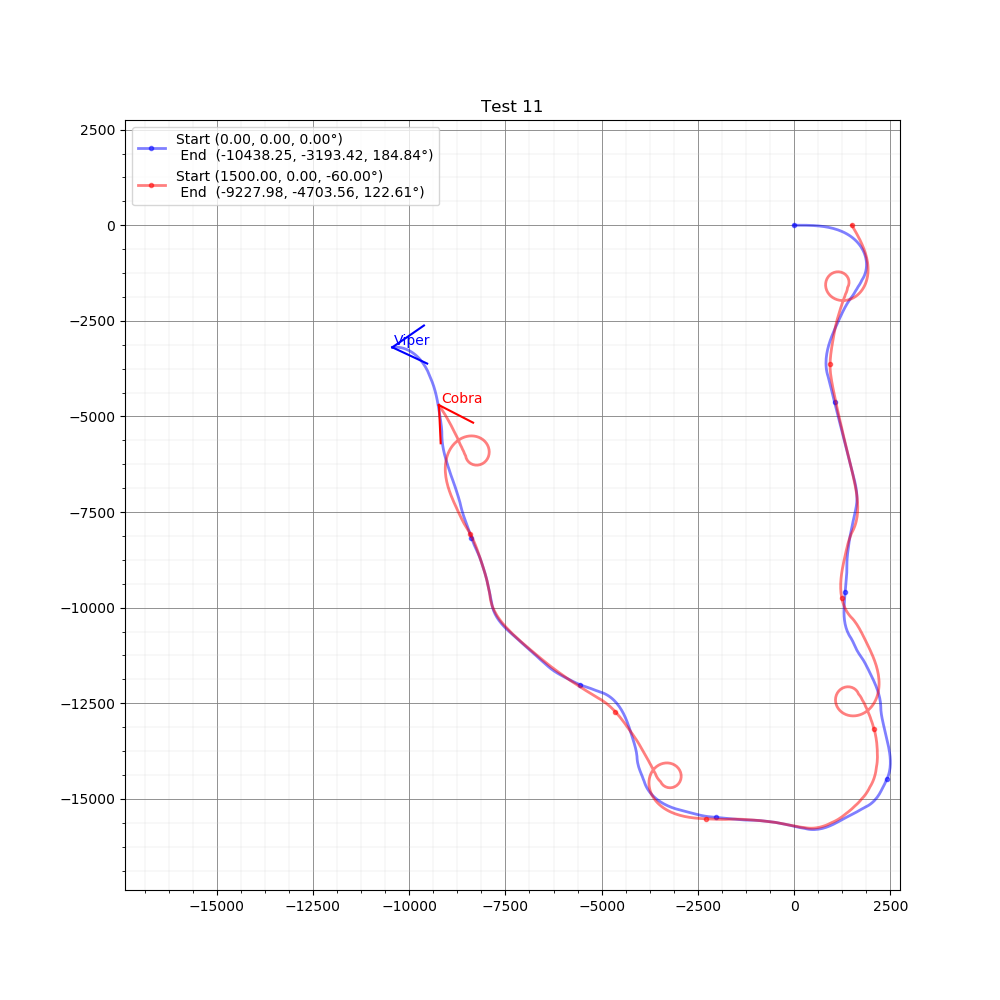 Test 11
Start (0.00, 0.00, 0.00°)
End  (-10438.25, -3193.42, 184.84°)
Start (1500.00, 0.00, -60.00°)
End  (-9227.98, -4703.56, 122.61°)
2500
0
−2500
−5000
−7500
−10000
−12500
−15000
Viper
Cobra
−15000
−12500
−10000
−7500
−5000
−2500
0
2500